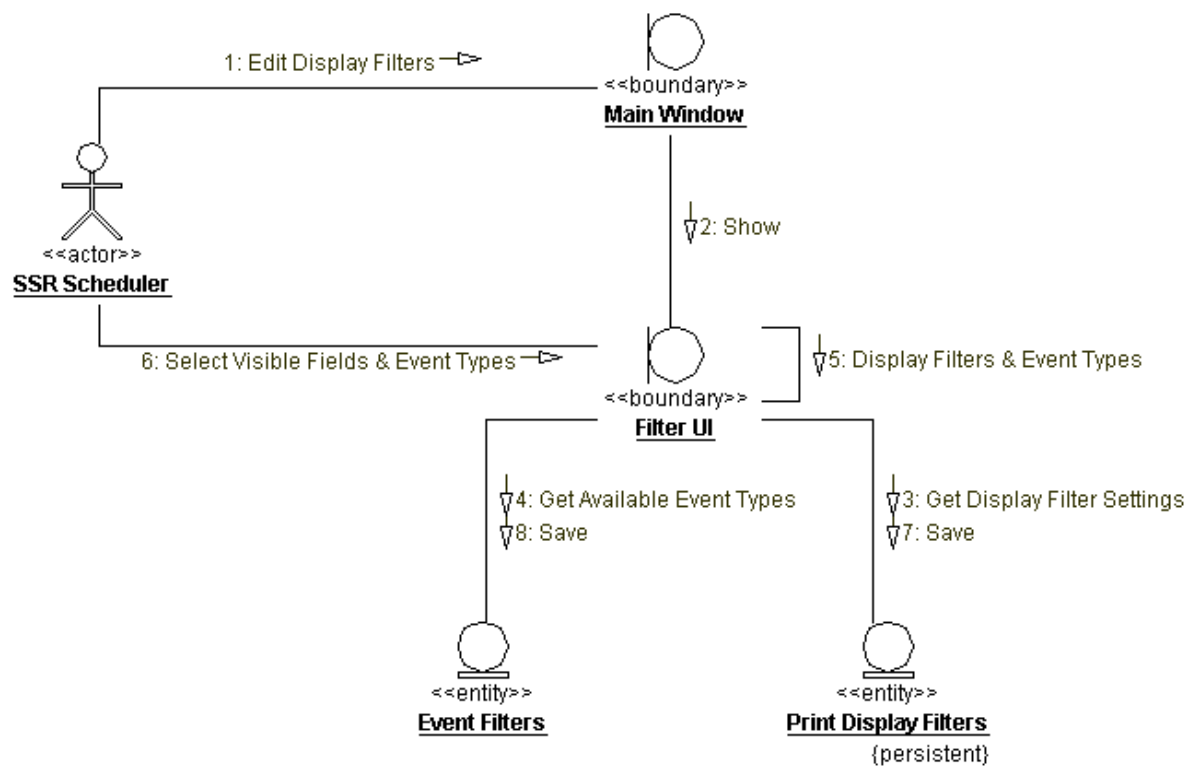 1: Edit Display Filters
<<boundary>>
Main Window
2: Show
<<actor>>
SSR Scheduler
6: Select Visible Fields & Event Types
5: Display Filters & Event Types
<<boundary>>
Filter UI
4: Get Available Event Types
3: Get Display Filter Settings
8: Save
7: Save
<<entity>>
<<entity>>
Event Filters
Print Display Filters
{persistent}